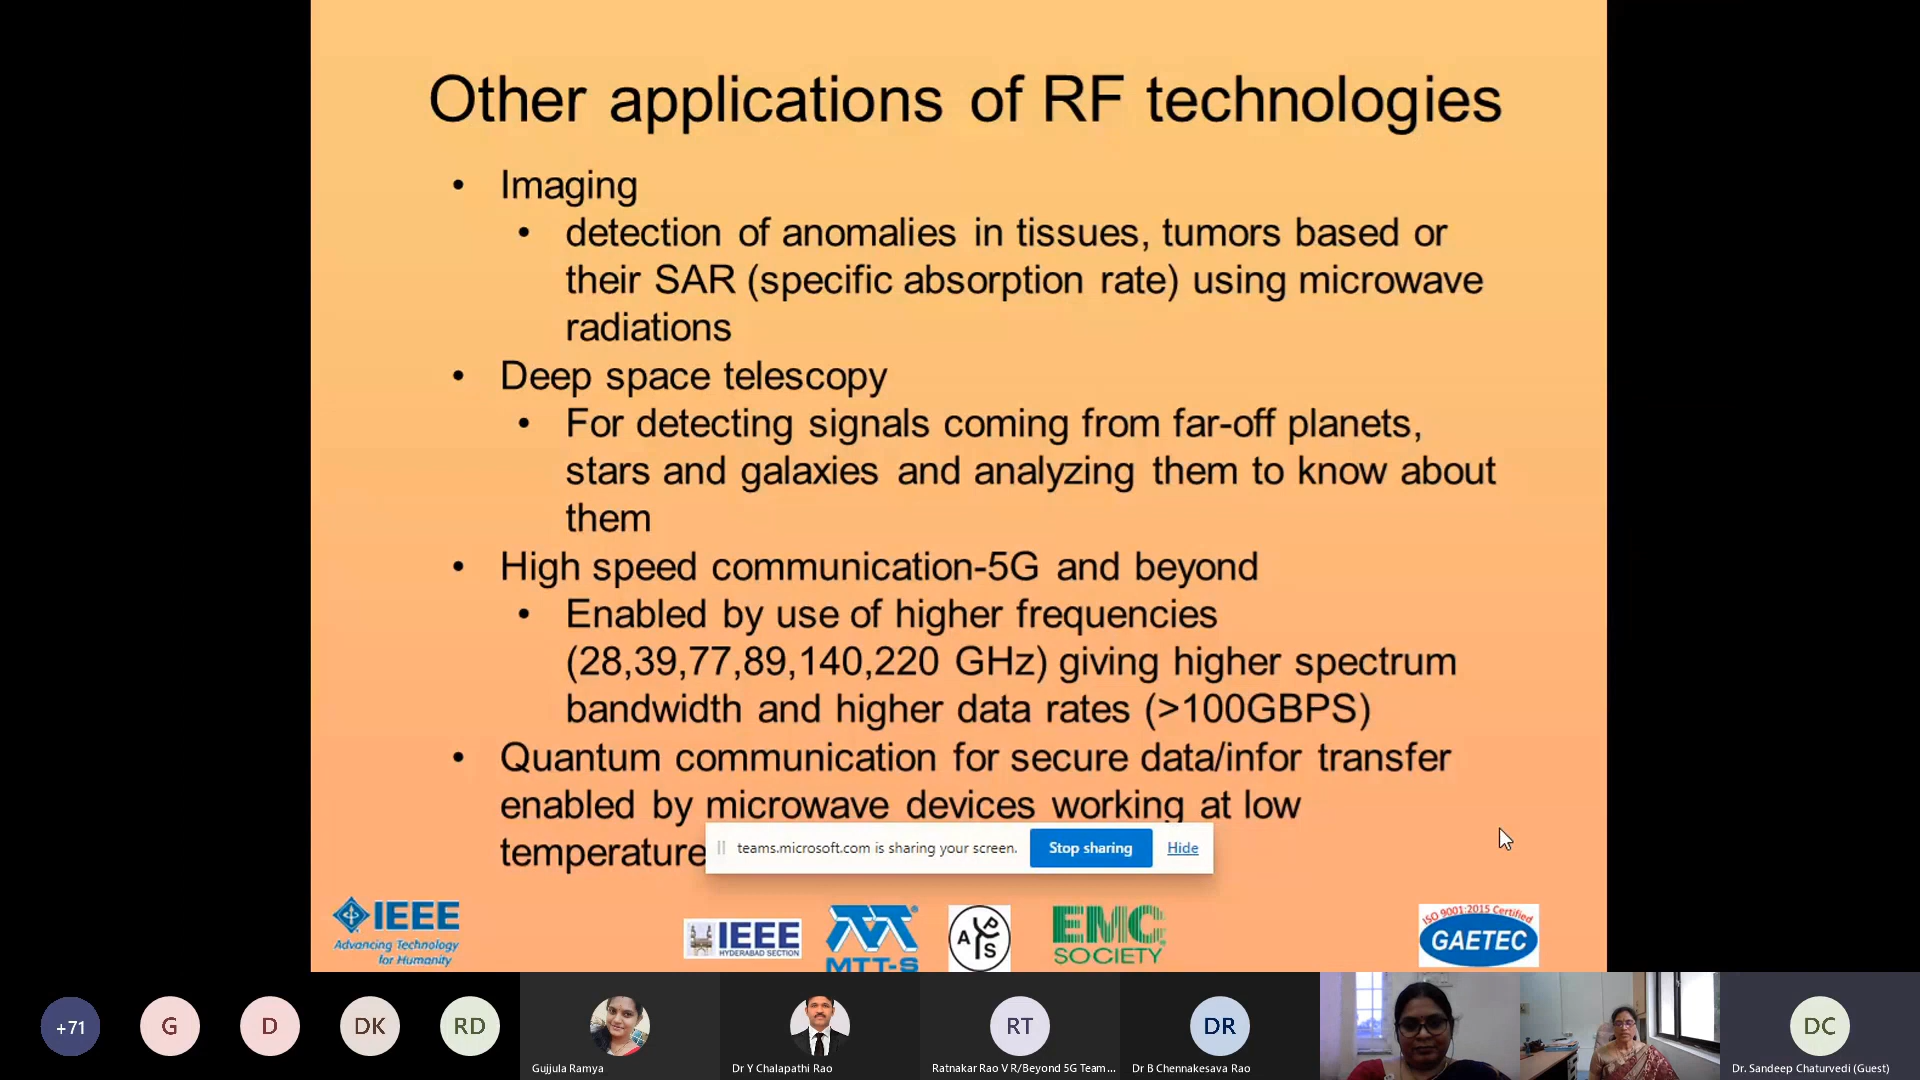 Other applications of RF technologies
• Imaging
• detection of anomalies in tissues, tumors based or
their SAR (specific absorption rate) using microwave
radiations
• Deep space telescopy
• For detecting signals coming from far-off planets,
stars and galaxies and analyzing them to know about
them
• High speed communication-5G and beyond
• Enabled by use of higher frequencies
(28,39,77,89,140,220 GHz) giving higher spectrum
bandwidth and higher data rates (>100GBPS)
• Quantum communication for secure data/infor transfer
enabled by microwave devices working at low
temperature
teams.microsoft.com is sharing your screen.
Stop sharing
Hide
IEEE
Advancing Technology
for Humanity
IEEE
HYDERABAD SECTION
MTT-S
®
APS
EMC
SOCIETY
ISO 9001:2015 Certified
GAETEC
+71
G
D
DK
RD
Gujjula Ramya
Dr Y Chalapathi Rao
RT
Ratnakar Rao V R/Beyond 5G Team...
DR
Dr B Chennakesava Rao
DC
Dr. Sandeep Chaturvedi (Guest)